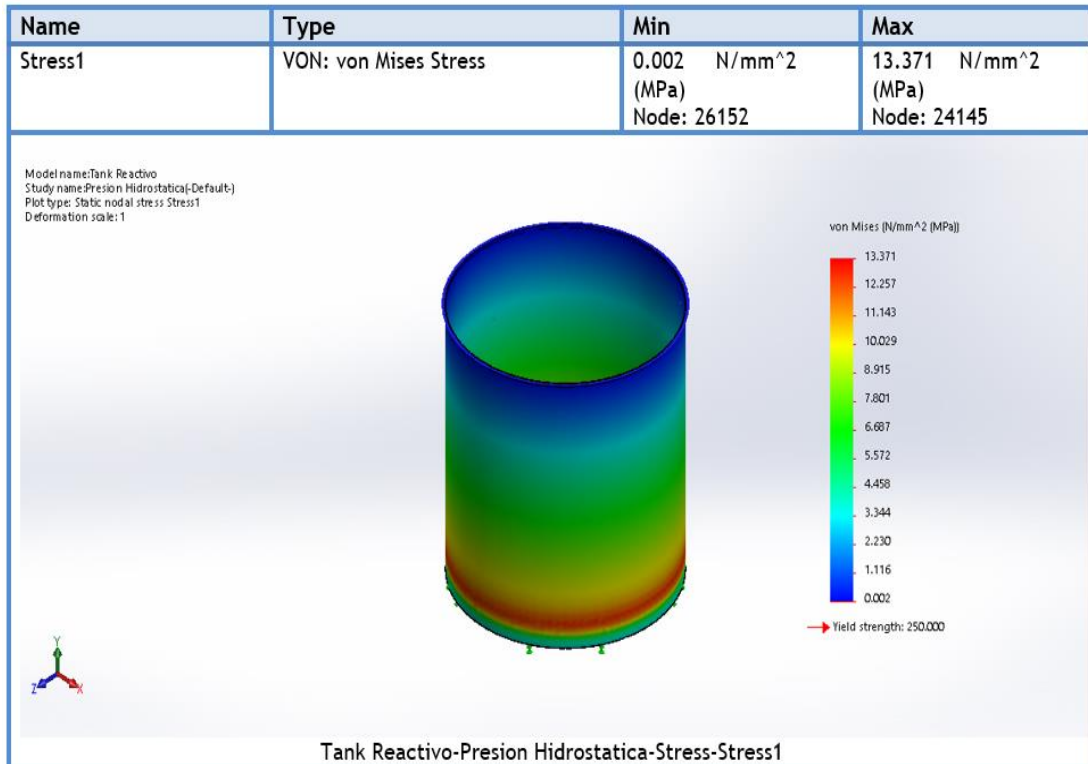 Name Type Min Max
Stress1 VON: von Mises Stress 0.002 N/mm^2 13.371 N/mm^2
(MPa) (MPa)
Node: 26152 Node: 24145
Model name:Tank Reactivo
Study name:Presion Hidrostatica(-Default-)
Plot type: Static nodal stress Stress1
Deformation scale: 1
von Mises (N/mm^2 (MPa))
13.371
12.257
11.143
10.029
8.915
7.801
6.687
5.572
4.458
3.344
2.230
1.116
0.002
Yield strength: 250.000
Y
Z X
Tank Reactivo-Presion Hidrostatica-Stress-Stress1